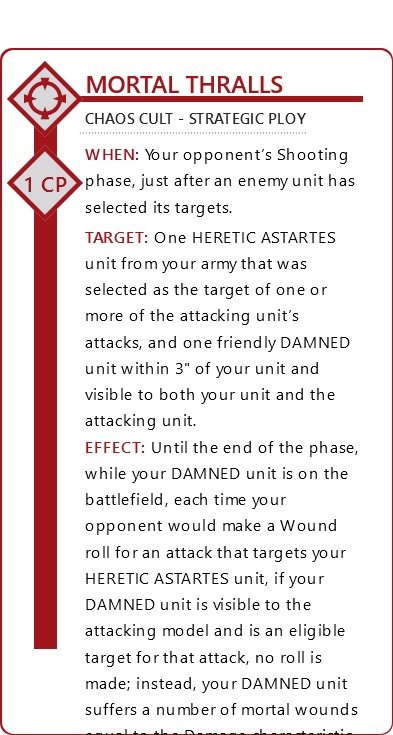 MORTAL THRALLS
CHAOS CULT - STRATEGIC PLOY
1 CP
WHEN: Your opponent's Shooting
phase, just after an enemy unit has
selected its targets.
TARGET: One HERETIC ASTARTES
unit from your army that was
selected as the target of one or
more of the attacking unit's
attacks, and one friendly DAMNED
unit within 3" of your unit and
visible to both your unit and the
attacking unit.
EFFECT: Until the end of the phase,
while your DAMNED unit is on the
battlefield, each time your
opponent would make a Wound
roll for an attack that targets your
HERETIC ASTARTES unit, if your
DAMNED unit is visible to the
attacking model and is an eligible
target for that attack, no roll is
made; instead, your DAMNED unit
suffers a number of mortal wounds
equal to the Damage characteristic